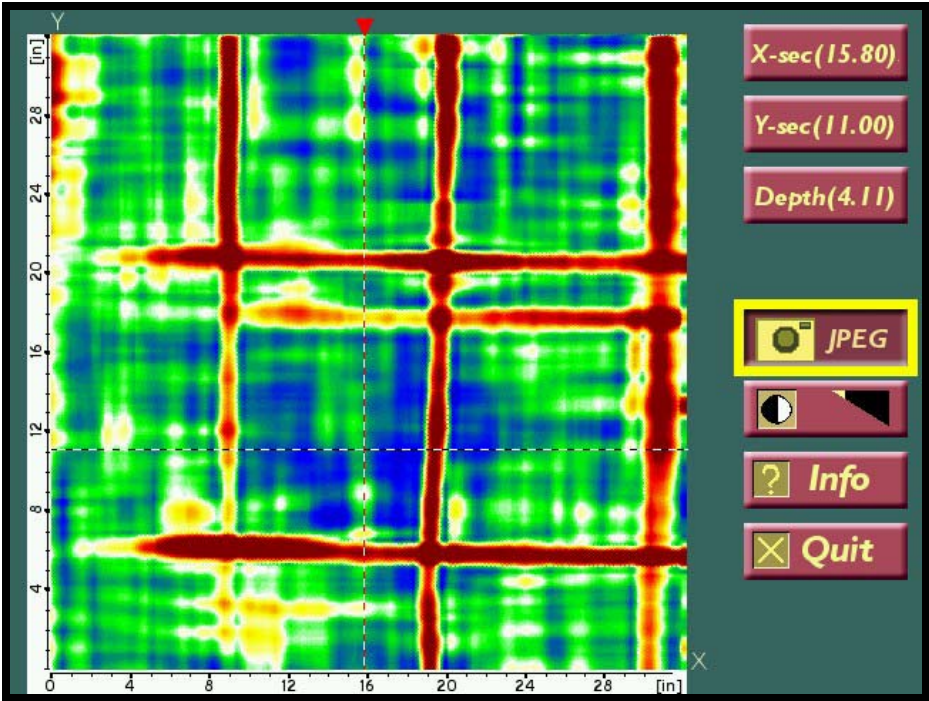 Y
[in]
28
24
20
16
12
8
4
0 4 8 12 16 20 24 28 [in]
X
X-sec(15.80)
Y-sec(11.00)
Depth(4.11)
JPEG
? Info
Quit